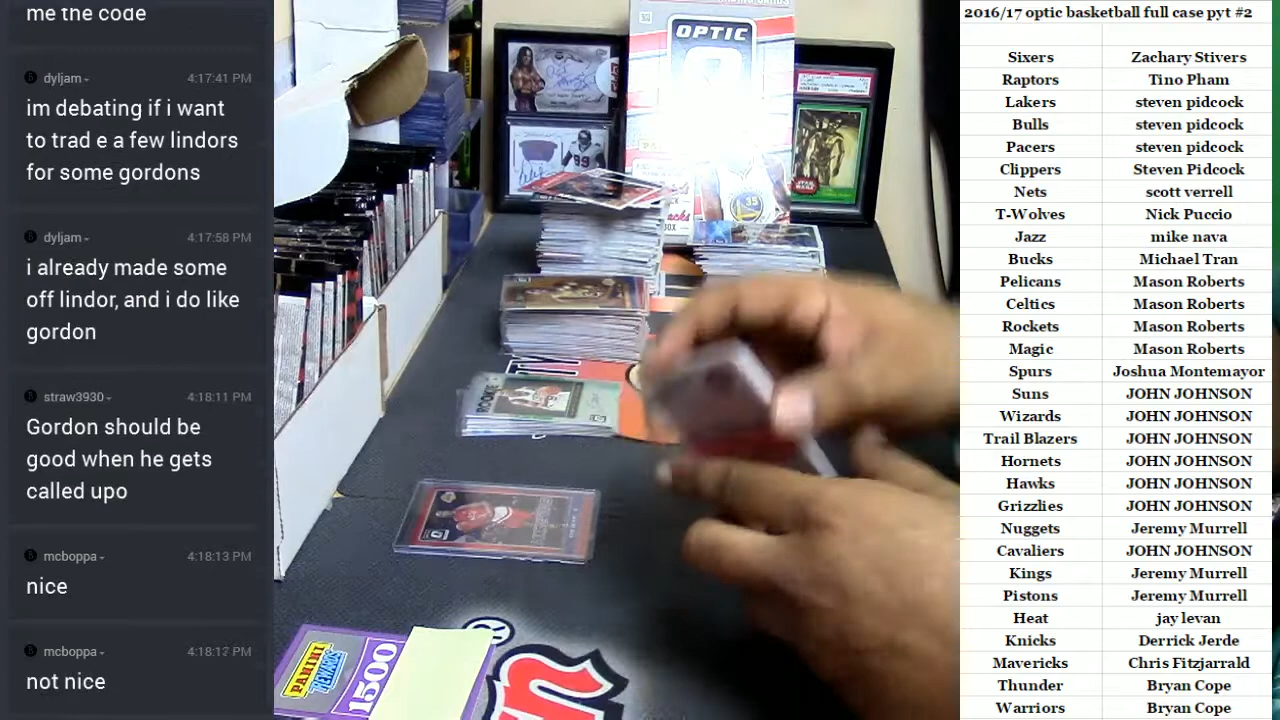 me the code
dyljam
4:17:41 PM
im debating if i want
to trad e a few lindors
for some gordons
dyljam
4:17:58 PM
i already made some
off lindor, and i do like
gordon
straw3930
4:18:11 PM
Gordon should be
good when he gets
called upo
mcboppa
4:18:13 PM
nice
mcboppa
4:18:17 PM
not nice
OPTIC
99
STAR WARS
35
BOX
ROOKIE
PANINI
REWARDS
1500
®
2016/17 optic basketball full case pyt #2
Sixers Zachary Stivers
Raptors Tino Pham
Lakers steven pidcock
Bulls steven pidcock
Pacers steven pidcock
Clippers Steven Pidcock
Nets scott verrell
T-Wolves Nick Puccio
Jazz mike nava
Bucks Michael Tran
Pelicans Mason Roberts
Celtics Mason Roberts
Rockets Mason Roberts
Magic Mason Roberts
Spurs Joshua Montemayor
Suns JOHN JOHNSON
Wizards JOHN JOHNSON
Trail Blazers JOHN JOHNSON
Hornets JOHN JOHNSON
Hawks JOHN JOHNSON
Grizzlies JOHN JOHNSON
Nuggets Jeremy Murrell
Cavaliers JOHN JOHNSON
Kings Jeremy Murrell
Pistons Jeremy Murrell
Heat jay levan
Knicks Derrick Jerde
Mavericks Chris Fitzjarrald
Thunder Bryan Cope
Warriors Bryan Cope